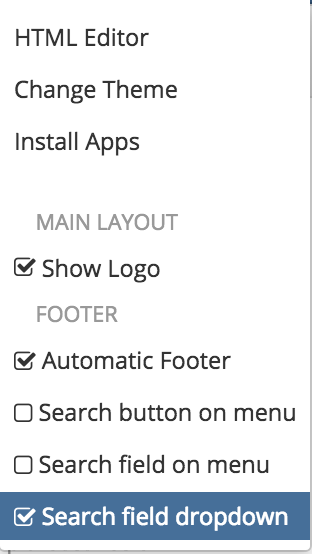 HTML Editor
Change Theme
Install Apps
MAIN LAYOUT
Show Logo
FOOTER
Automatic Footer
Search button on menu
Search field on menu
Search field dropdown